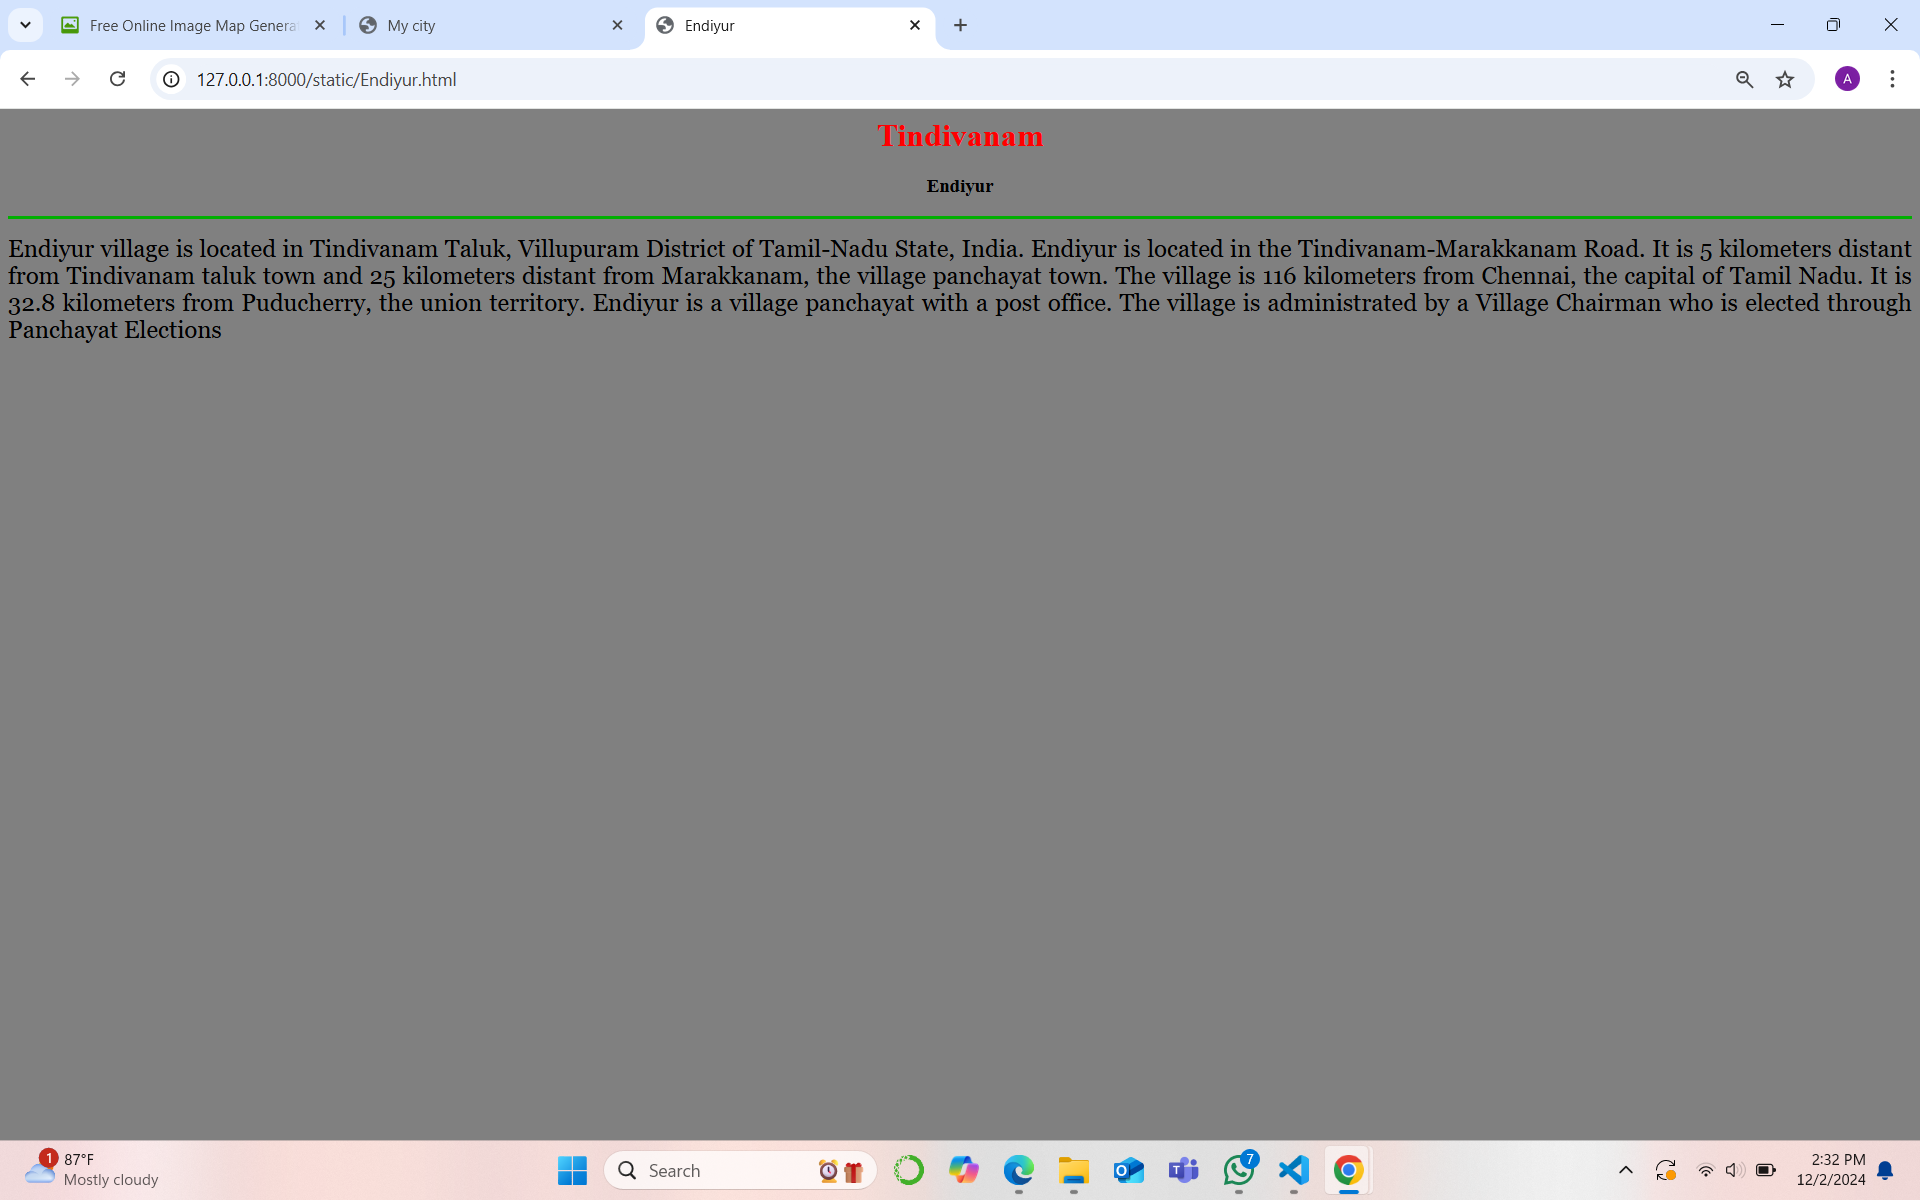 Free Online Image Map Genera
My city
Endiyur
127.0.0.1:8000/static/Endiyur.html
A
Tindivanam
Endiyur
Endiyur village is located in Tindivanam Taluk, Villupuram District of Tamil-Nadu State, India. Endiyur is located in the Tindivanam-Marakkanam Road. It is 5 kilometers distant
from Tindivanam taluk town and 25 kilometers distant from Marakkanam, the village panchayat town. The village is 116 kilometers from Chennai, the capital of Tamil Nadu. It is
32.8 kilometers from Puducherry, the union territory. Endiyur is a village panchayat with a post office. The village is administrated by a Village Chairman who is elected through
Panchayat Elections
1
87°F
Mostly cloudy
Search
7
2:32 PM
12/2/2024